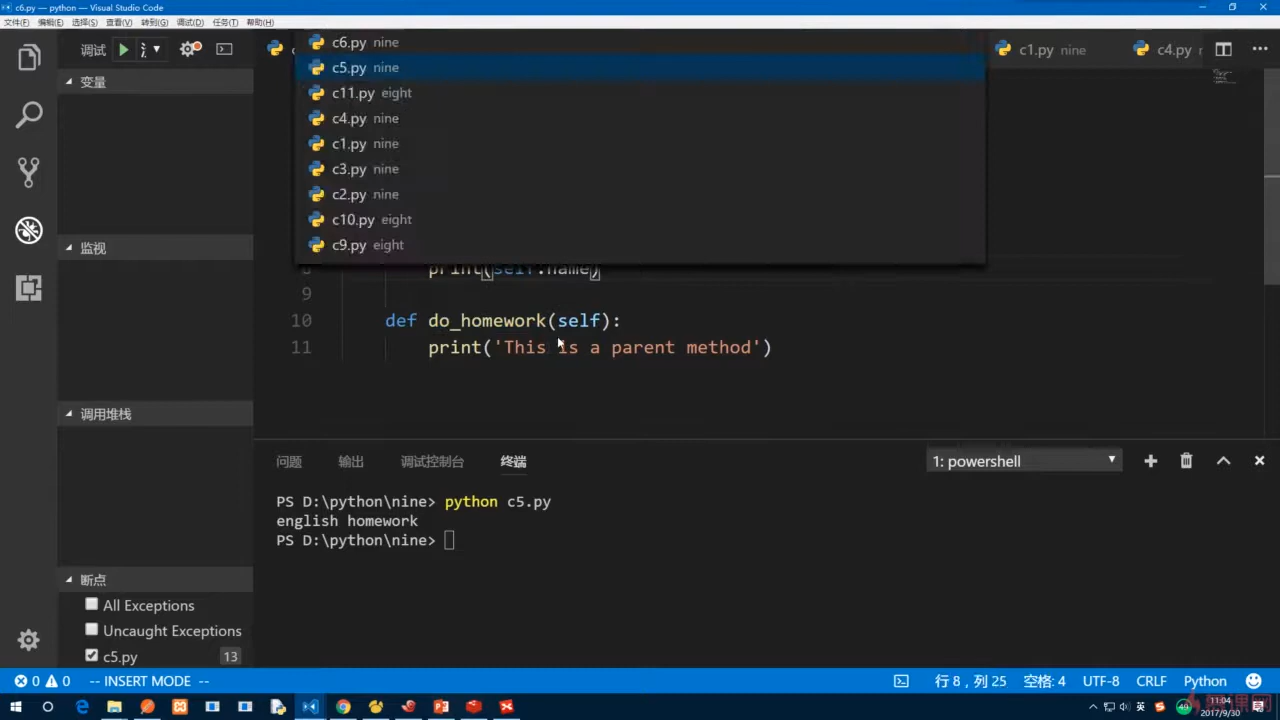 c6.py — python — Visual Studio Code
文件(F) 编辑(E) 选择(S) 查看(V) 转到(G) 调试(D) 任务(T) 帮助(H)
调试
c1.py nine
c4.py
c6.py nine
c5.py nine
c11.py eight
c4.py nine
c1.py nine
c3.py nine
c2.py nine
c10.py eight
c9.py eight
变量
监视
调用堆栈
断点
All Exceptions
Uncaught Exceptions
c5.py 13
8 print(self.name)
9
10 def do_homework(self):
11 print('This is a parent method')
问题 输出 调试控制台 终端
1: powershell
PS D:\python\nine> python c5.py
english homework
PS D:\python\nine>
0 0 -- INSERT MODE --
行 8，列 25 空格: 4 UTF-8 CRLF Python
英 49 11:04
2017/9/30